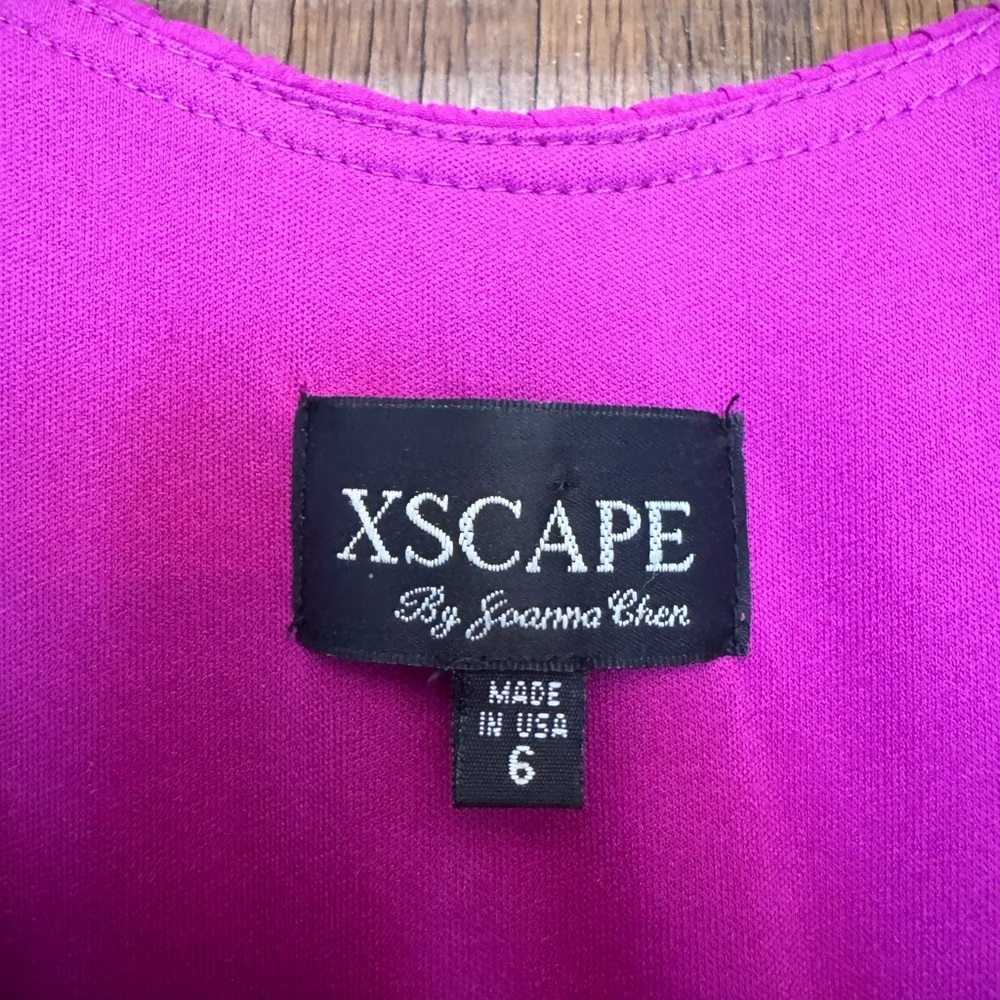 XSCAPE
By Joanna Chen
MADE
IN USA
6